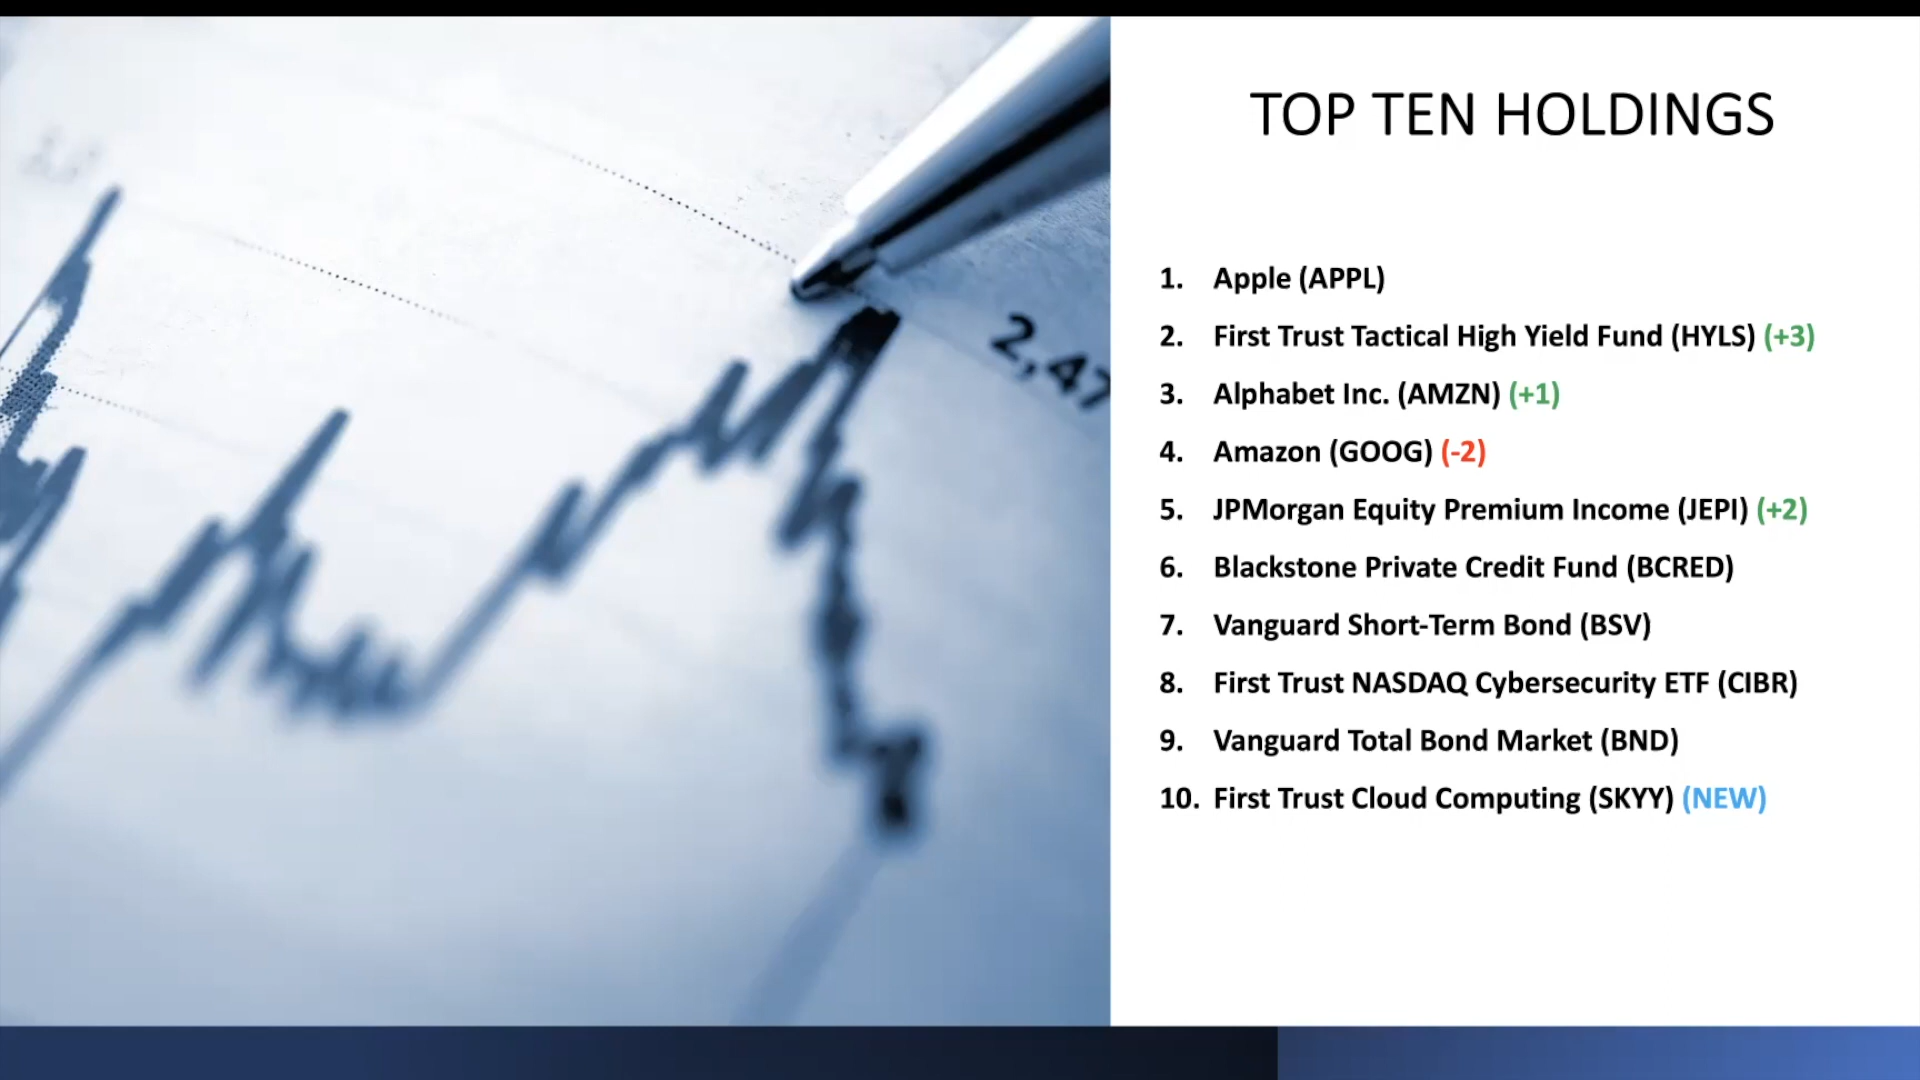 TOP TEN HOLDINGS
1. Apple (APPL)
2. First Trust Tactical High Yield Fund (HYLS) (+3)
3. Alphabet Inc. (AMZN) (+1)
4. Amazon (GOOG) (-2)
5. JPMorgan Equity Premium Income (JEPI) (+2)
6. Blackstone Private Credit Fund (BCRED)
7. Vanguard Short-Term Bond (BSV)
8. First Trust NASDAQ Cybersecurity ETF (CIBR)
9. Vanguard Total Bond Market (BND)
10. First Trust Cloud Computing (SKYY) (NEW)
2,47